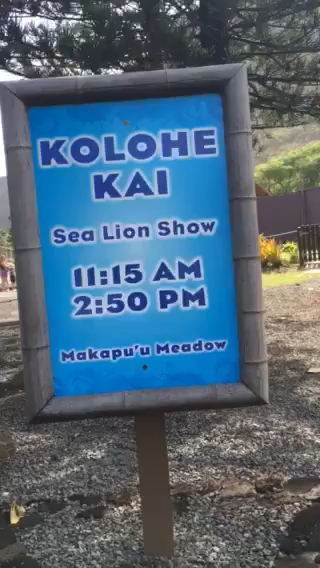 KOLOHE
KAI
Sea Lion Show
11:15 AM
2:50 PM
Makapu'u Meadow